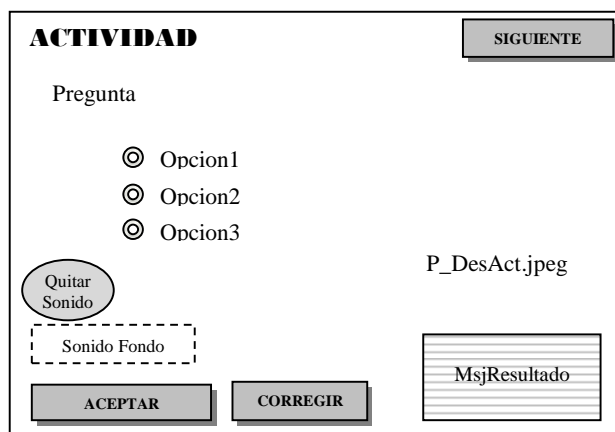 ACTIVIDAD
SIGUIENTE
Pregunta
Opcion1
Opcion2
Opcion3
P_DesAct.jpeg
Quitar
Sonido
Sonido Fondo
MsjResultado
ACEPTAR
CORREGIR